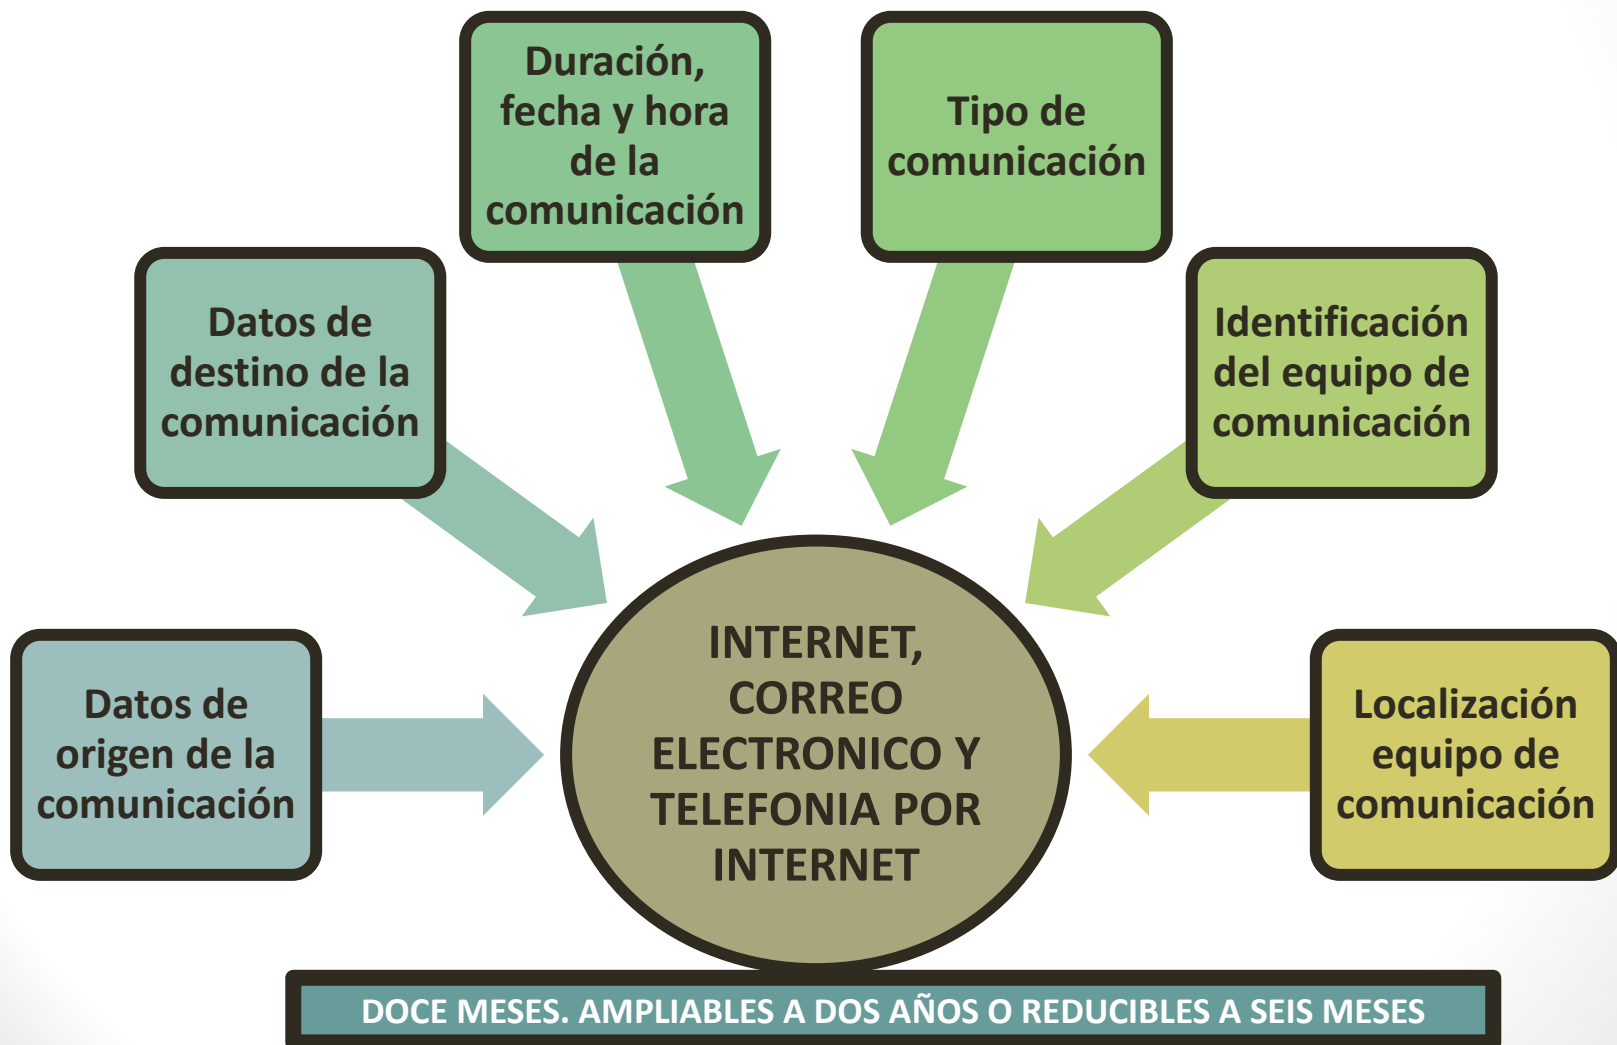 Duración,
fecha y hora
de la
comunicación
Tipo de
comunicación
Datos de
destino de la
comunicación
Identificación
del equipo de
comunicación
Datos de
origen de la
comunicación
INTERNET,
CORREO
ELECTRONICO Y
TELEFONIA POR
INTERNET
Localización
equipo de
comunicación
DOCE MESES. AMPLIABLES A DOS AÑOS O REDUCIBLES A SEIS MESES